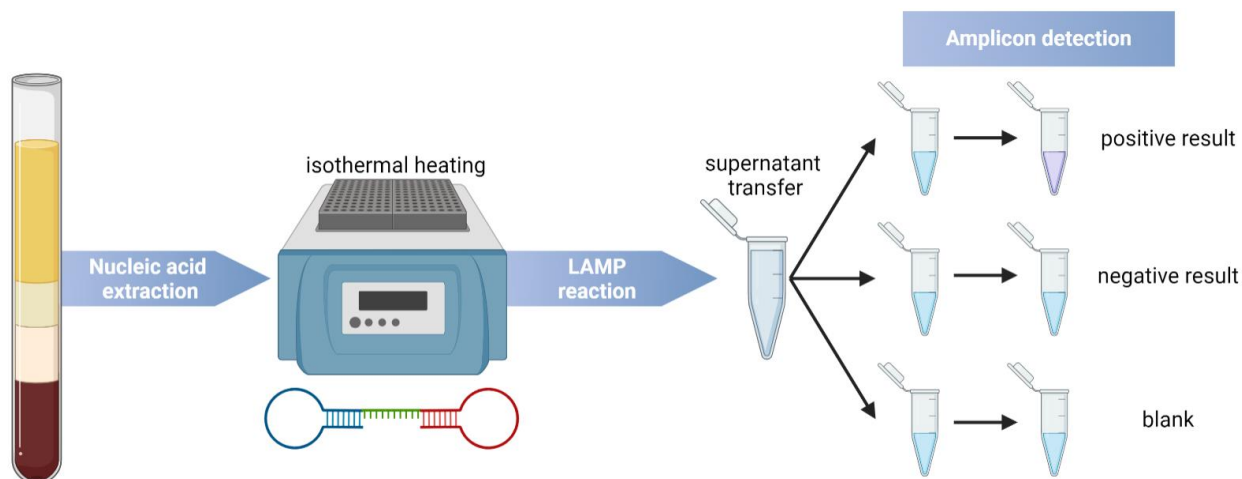 Amplicon detection
isothermal heating
supernatant
transfer
positive result
Nucleic acid
extraction
LAMP
reaction
negative result
blank